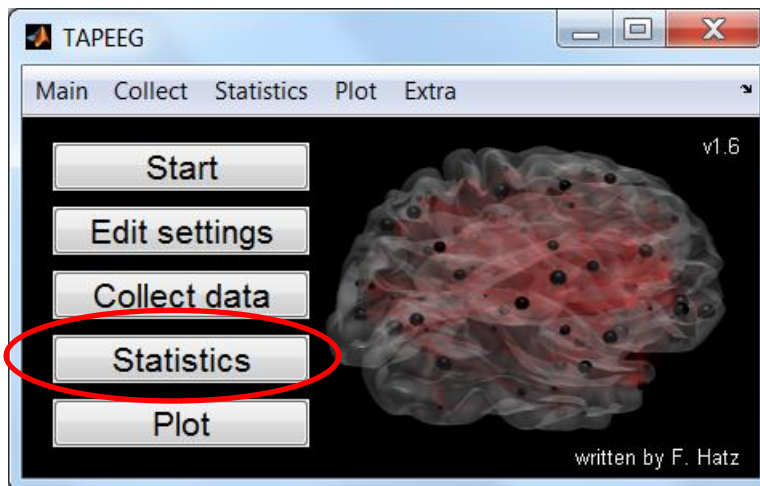 TAPEEG
Main Collect Statistics Plot Extra
v1.6
Start
Edit settings
Collect data
Statistics
Plot
written by F. Hatz